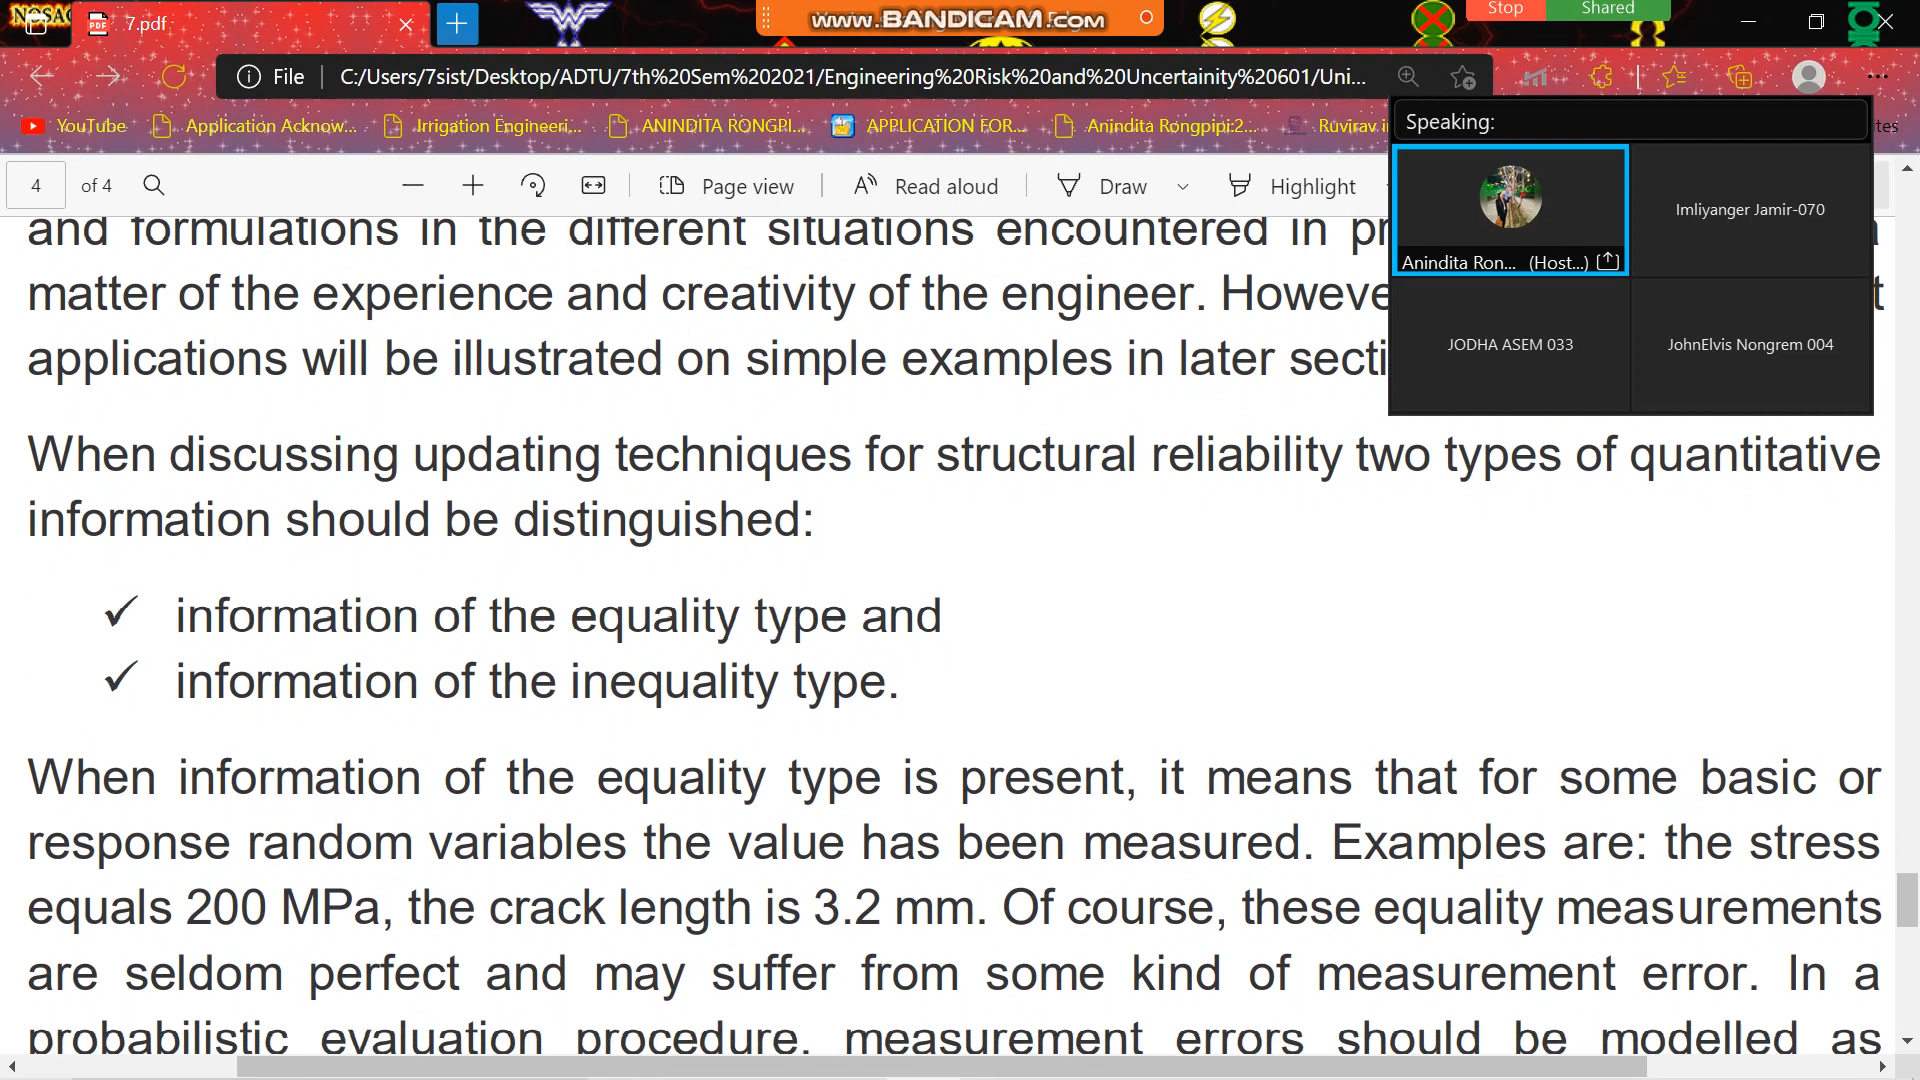 7.pdf
www.BANDICAM.com
Stop
Shared
File
C:/Users/7sist/Desktop/ADTU/7th%20Sem%202021/Engineering%20Risk%20and%20Uncertainity%20601/Uni...
YouTube
Application Acknow...
Irrigation Engineeri...
ANINDITA RONGPI...
APPLICATION FOR...
Anindita Rongpipi:2...
Ruvirav i
tes
Speaking:
4
of 4
Page view
Read aloud
Draw
Highlight
Imliyanger Jamir-070
Anindita Ron... (Host...)
JODHA ASEM 033
JohnElvis Nongrem 004
and formulations in the different situations encountered in pr
matter of the experience and creativity of the engineer. Howeve
applications will be illustrated on simple examples in later secti
When discussing updating techniques for structural reliability two types of quantitative
information should be distinguished:
✓ information of the equality type and
✓ information of the inequality type.
When information of the equality type is present, it means that for some basic or
response random variables the value has been measured. Examples are: the stress
equals 200 MPa, the crack length is 3.2 mm. Of course, these equality measurements
are seldom perfect and may suffer from some kind of measurement error. In a
probabilistic evaluation procedure, measurement errors should be modelled as